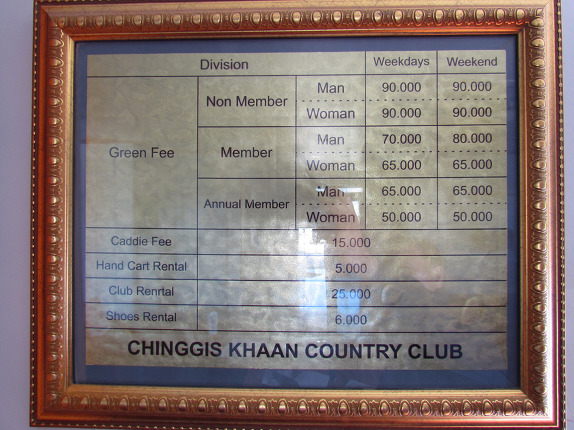 Division Weekdays Weekend
Man 90.000 90.000
Non Member
Woman 90.000 90.000
Man 70.000 80.000
Green Fee Member
Woman 65.000 65.000
Man 65.000 65.000
Annual Member
Woman 50.000 50.000
Caddie Fee 15.000
Hand Cart Rental 5.000
Club Renrtal 25.000
Shoes Rental 6.000
CHINGGIS KHAAN COUNTRY CLUB